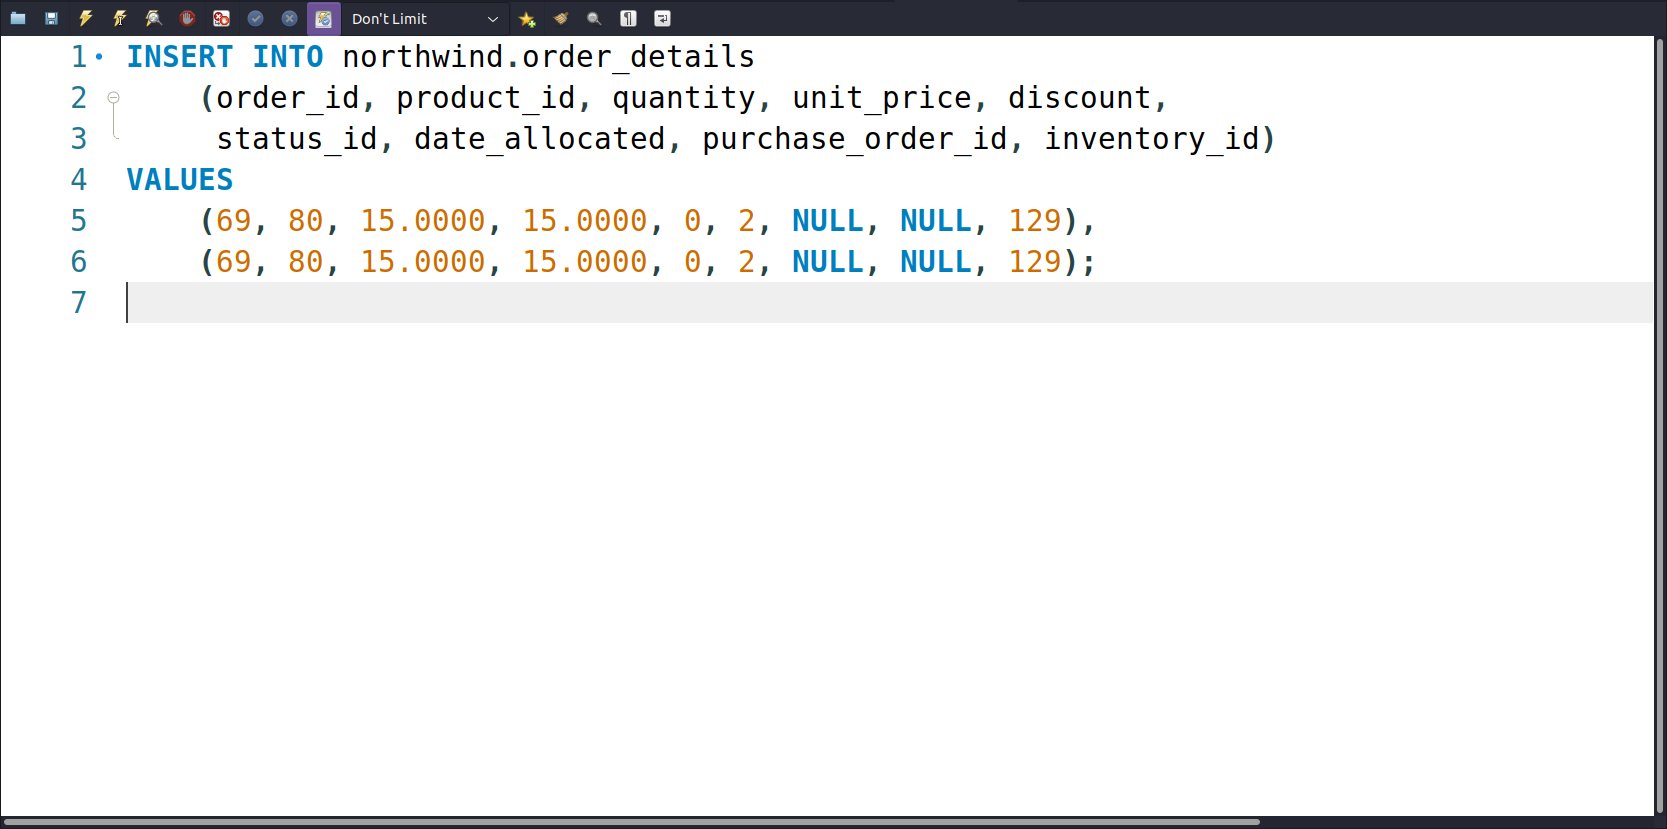 Don't Limit
1 INSERT INTO northwind.order_details
2 (order_id, product_id, quantity, unit_price, discount,
3 status_id, date_allocated, purchase_order_id, inventory_id)
4 VALUES
5 (69, 80, 15.0000, 15.0000, 0, 2, NULL, NULL, 129),
6 (69, 80, 15.0000, 15.0000, 0, 2, NULL, NULL, 129);
7